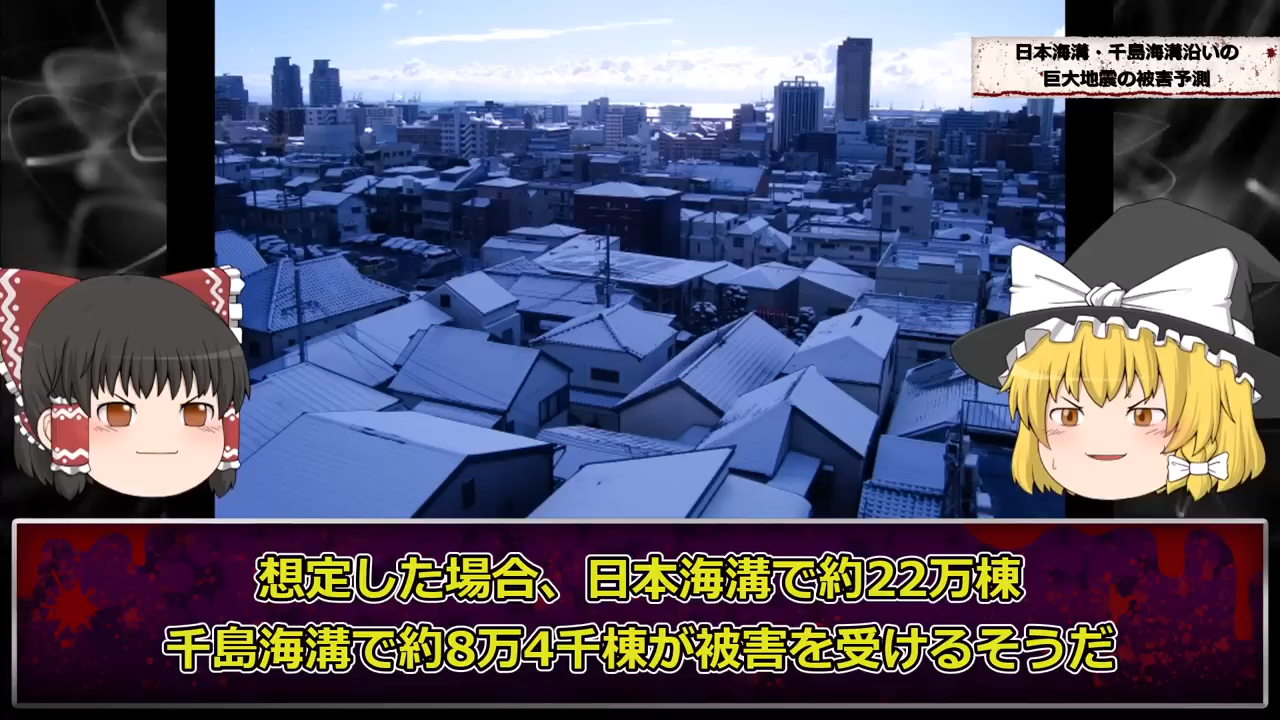 日本海溝・千島海溝沿いの
巨大地震の被害予測
想定した場合、日本海溝で約22万棟
千島海溝で約8万4千棟が被害を受けるそうだ